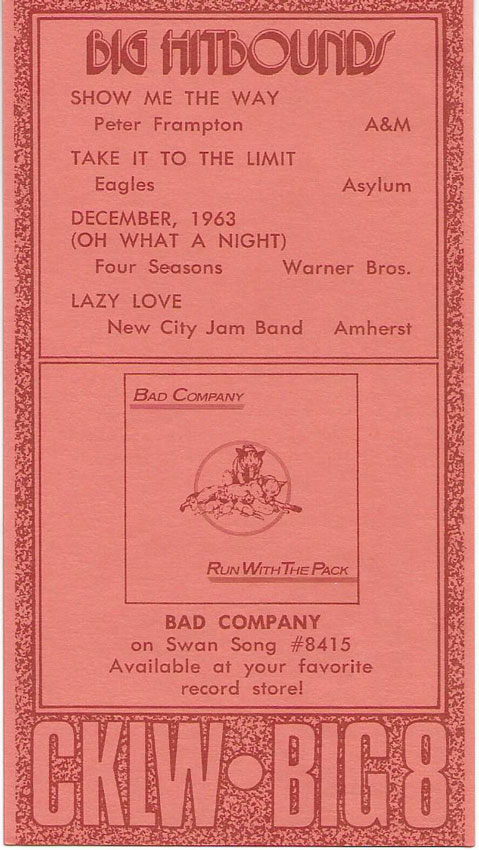 BIG HITBOUNDS
SHOW ME THE WAY
Peter Frampton A&M
TAKE IT TO THE LIMIT
Eagles Asylum
DECEMBER, 1963
(OH WHAT A NIGHT)
Four Seasons Warner Bros.
LAZY LOVE
New City Jam Band Amherst
BAD COMPANY
RUN WITH THE PACK
BAD COMPANY
on Swan Song #8415
Available at your favorite
record store!
CKLW•BIG 8